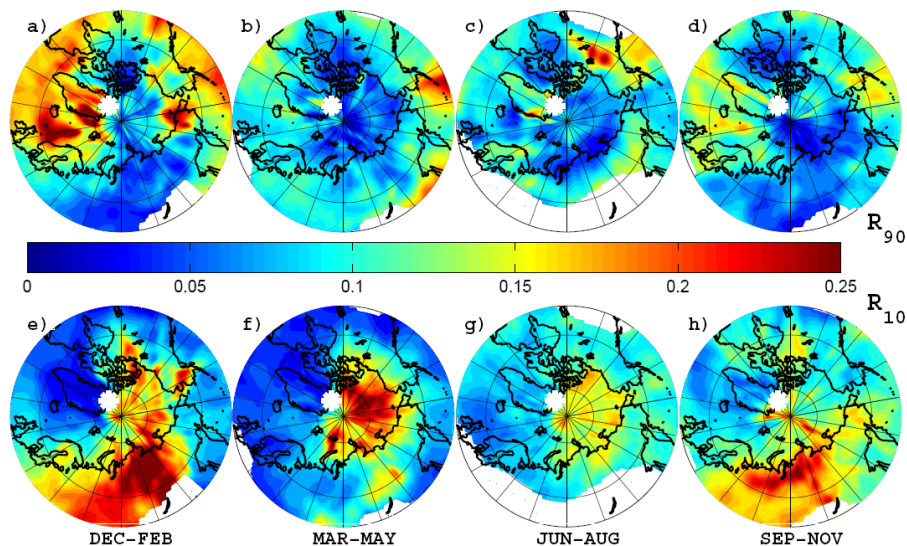 a) b) c) d)
R90
0 0.05 0.1 0.15 0.2 0.25
R10
e) f) g) h)
DEC-FEB MAR-MAY JUN-AUG SEP-NOV